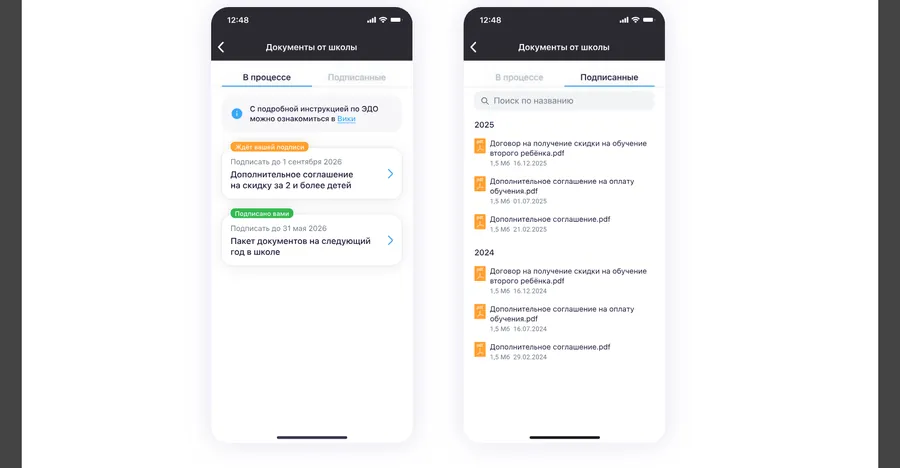 12:48
Документы от школы
В процессе
Подписанные
С подробной инструкцией по ЭДО
можно ознакомиться в Вики
Ждёт вашей подписи
Подписать до 1 сентября 2026
Дополнительное соглашение
на скидку за 2 и более детей
Подписано вами
Подписать до 31 мая 2026
Пакет документов на следующий
год в школе
12:48
Документы от школы
В процессе
Подписанные
Поиск по названию
2025
Договор на получение скидки на обучение
второго ребёнка.pdf
1,5 Мб 16.12.2025
Дополнительное соглашение на оплату
обучения.pdf
1,5 Мб 01.07.2025
Дополнительное соглашение.pdf
1,5 Мб 21.02.2025
2024
Договор на получение скидки на обучение
второго ребёнка.pdf
1,5 Мб 16.12.2024
Дополнительное соглашение на оплату
обучения.pdf
1,5 Мб 16.07.2024
Дополнительное соглашение.pdf
1,5 Мб 29.02.2024